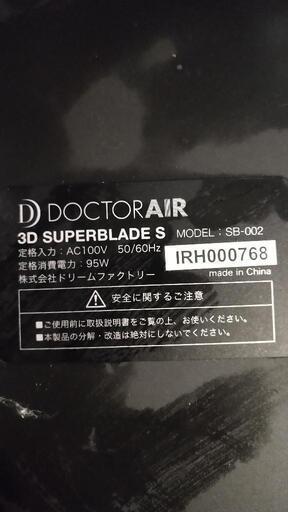 DOCTORAIR
3D SUPERBLADE S MODEL: SB-002
定格入力：AC100V 50/60Hz
定格消費電力：95W
株式会社ドリームファクトリー
IRH000768
made in China
安全に関するご注意
■ご使用前に取扱説明書をご覧の上、お使いください。
■本製品の分解・改造は絶対にしないでください。